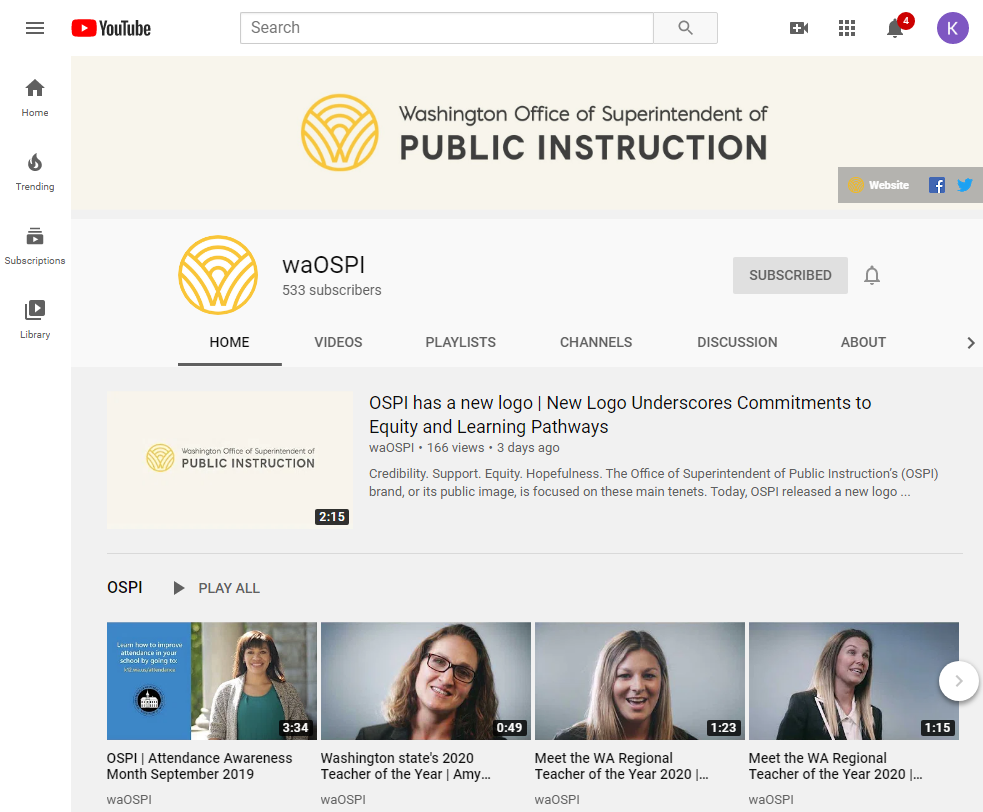 YouTube
Search
4
K
Home
Trending
Subscriptions
Library
Washington Office of Superintendent of
PUBLIC INSTRUCTION
Website
waOSPI
533 subscribers
SUBSCRIBED
HOME VIDEOS PLAYLISTS CHANNELS DISCUSSION ABOUT
Washington Office of Superintendent of
PUBLIC INSTRUCTION
2:15
OSPI has a new logo | New Logo Underscores Commitments to
Equity and Learning Pathways
waOSPI • 166 views • 3 days ago
Credibility. Support. Equity. Hopefulness. The Office of Superintendent of Public Instruction's (OSPI)
brand, or its public image, is focused on these main tenets. Today, OSPI released a new logo ...
OSPI PLAY ALL
Learn how to improve
attendance in your
school by going to:
3:34
0:49
1:23
1:15
OSPI | Attendance Awareness
Month September 2019
waOSPI
Washington state's 2020
Teacher of the Year | Amy...
waOSPI
Meet the WA Regional
Teacher of the Year 2020 |...
waOSPI
Meet the WA Regional
Teacher of the Year 2020 |...
waOSPI